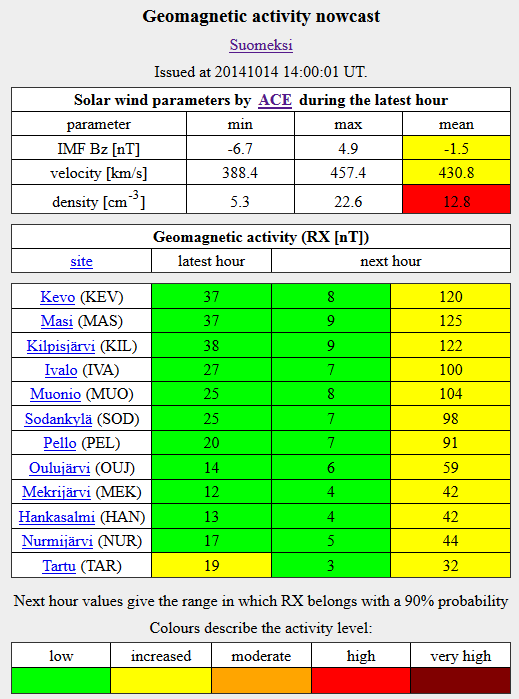 Geomagnetic activity nowcast
Suomeksi
Issued at 20141014 14:00:01 UT.
Solar wind parameters by ACE during the latest hour
parameter min max mean
IMF Bz [nT] -6.7 4.9 -1.5
velocity [km/s] 388.4 457.4 430.8
density [cm-3] 5.3 22.6 12.8
Geomagnetic activity (RX [nT])
site latest hour next hour
Kevo (KEV) 37 8 120
Masi (MAS) 37 9 125
Kilpisjärvi (KIL) 38 9 122
Ivalo (IVA) 27 7 100
Muonio (MUO) 25 8 104
Sodankylä (SOD) 25 7 98
Pello (PEL) 20 7 91
Oulujärvi (OUJ) 14 6 59
Mekrijärvi (MEK) 12 4 42
Hankasalmi (HAN) 13 4 42
Nurmijärvi (NUR) 17 5 44
Tartu (TAR) 19 3 32
Next hour values give the range in which RX belongs with a 90% probability
Colours describe the activity level:
low increased moderate high very high